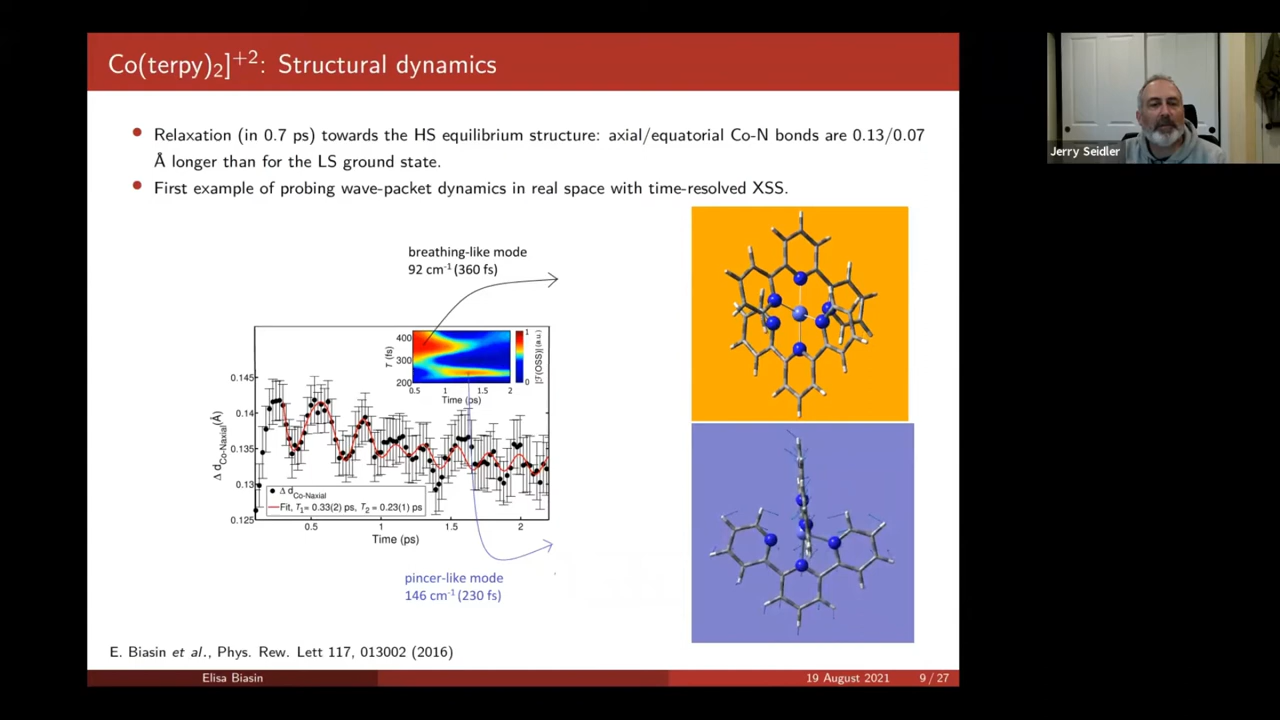 Co(terpy)₂]⁺²: Structural dynamics
Jerry Seidler
Relaxation (in 0.7 ps) towards the HS equilibrium structure: axial/equatorial Co-N bonds are 0.13/0.07
Å longer than for the LS ground state.
First example of probing wave-packet dynamics in real space with time-resolved XSS.
breathing-like mode
92 cm⁻¹ (360 fs)
400
300
200
T (fs)
0.5 1 1.5 2
Time (ps)
1
0
0.145
0.14
0.135
0.13
0.125
Δ d Co-Naxial (Å)
Δ d Co-Naxial
Fit, T₁= 0.33(2) ps, T₂ = 0.23(1) ps
0.5 1 1.5 2
Time (ps)
pincer-like mode
146 cm⁻¹ (230 fs)
E. Biasin et al., Phys. Rew. Lett 117, 013002 (2016)
Elisa Biasin 19 August 2021 9 / 27